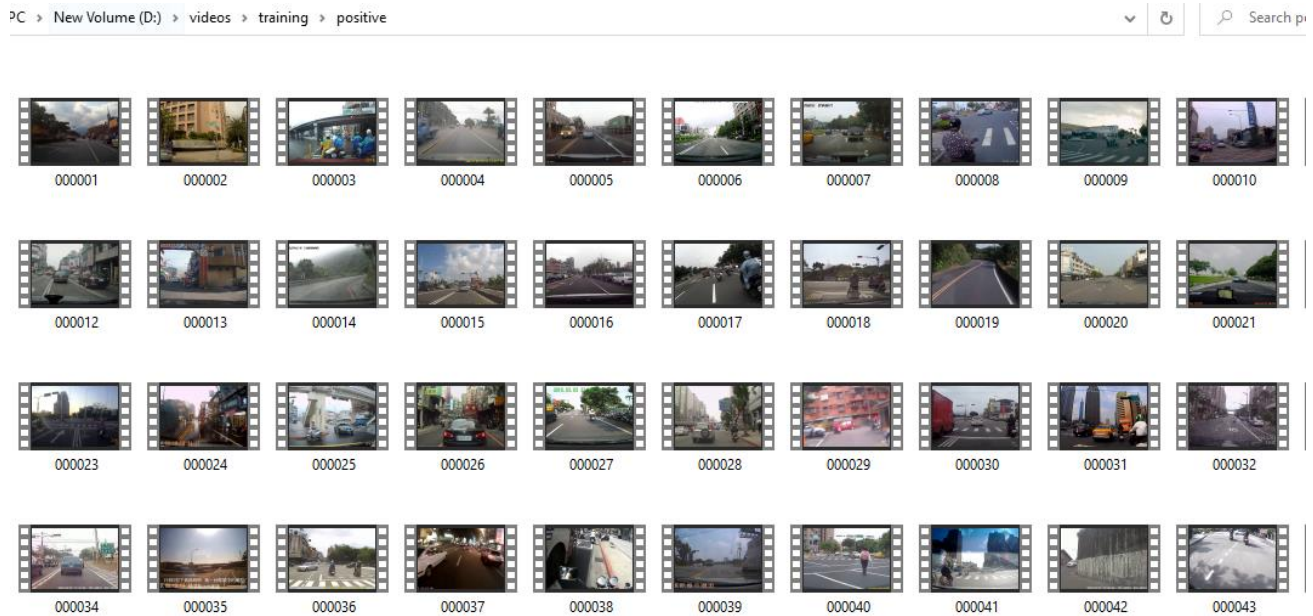 PC > New Volume (D:) > videos > training > positive
Search
000001 000002 000003 000004 000005 000006 000007 000008 000009 000010
000012 000013 000014 000015 000016 000017 000018 000019 000020 000021
000023 000024 000025 000026 000027 000028 000029 000030 000031 000032
000034 000035 000036 000037 000038 000039 000040 000041 000042 000043